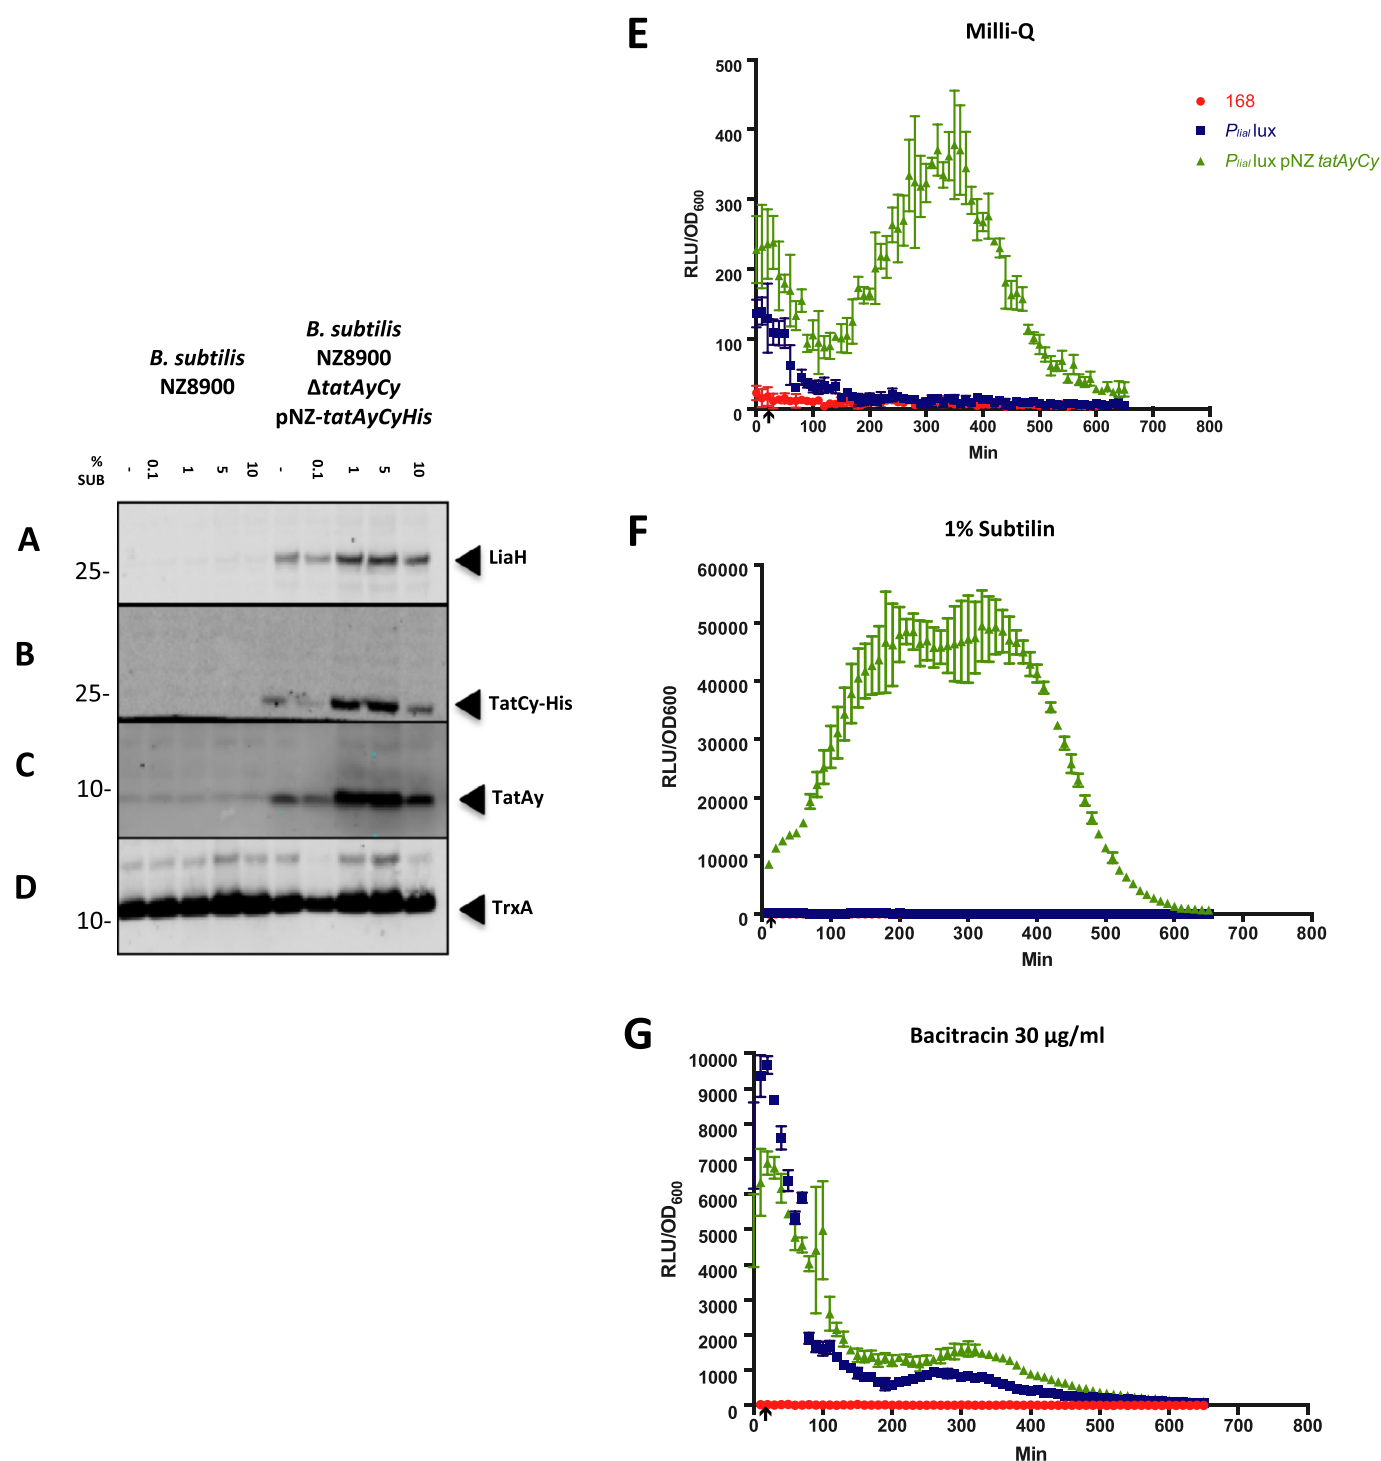 B. subtilis
NZ8900
B. subtilis
NZ8900
ΔtatAyCy
pNZ-tatAyCyHis
%
SUB
- 0.1 1 5 10 - 0.1 1 5 10
A
25-
LiaH
B
25-
TatCy-His
C
10-
TatAy
D
10-
TrxA
E
Milli-Q
500
400
300
200
100
0
RLU/OD600
0 100 200 300 400 500 600 700 800
Min
168
PliaI lux
PliaI lux pNZ tatAyCy
F
1% Subtilin
60000
50000
40000
30000
20000
10000
0
RLU/OD600
0 100 200 300 400 500 600 700 800
Min
G
Bacitracin 30 µg/ml
10000
9000
8000
7000
6000
5000
4000
3000
2000
1000
0
RLU/OD600
0 100 200 300 400 500 600 700 800
Min